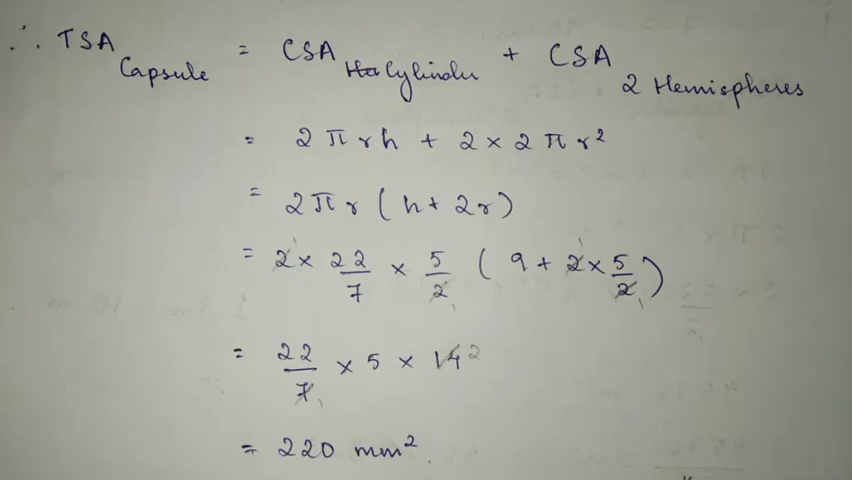 ∴ TSA Capsule = CSA Cylinder + CSA 2 Hemispheres
= 2πrh + 2 × 2πr²
= 2πr (h + 2r)
= 2 × 22/7 × 5/2 (9 + 2 × 5/2)
= 22/7 × 5 × 14 2
= 220 mm²